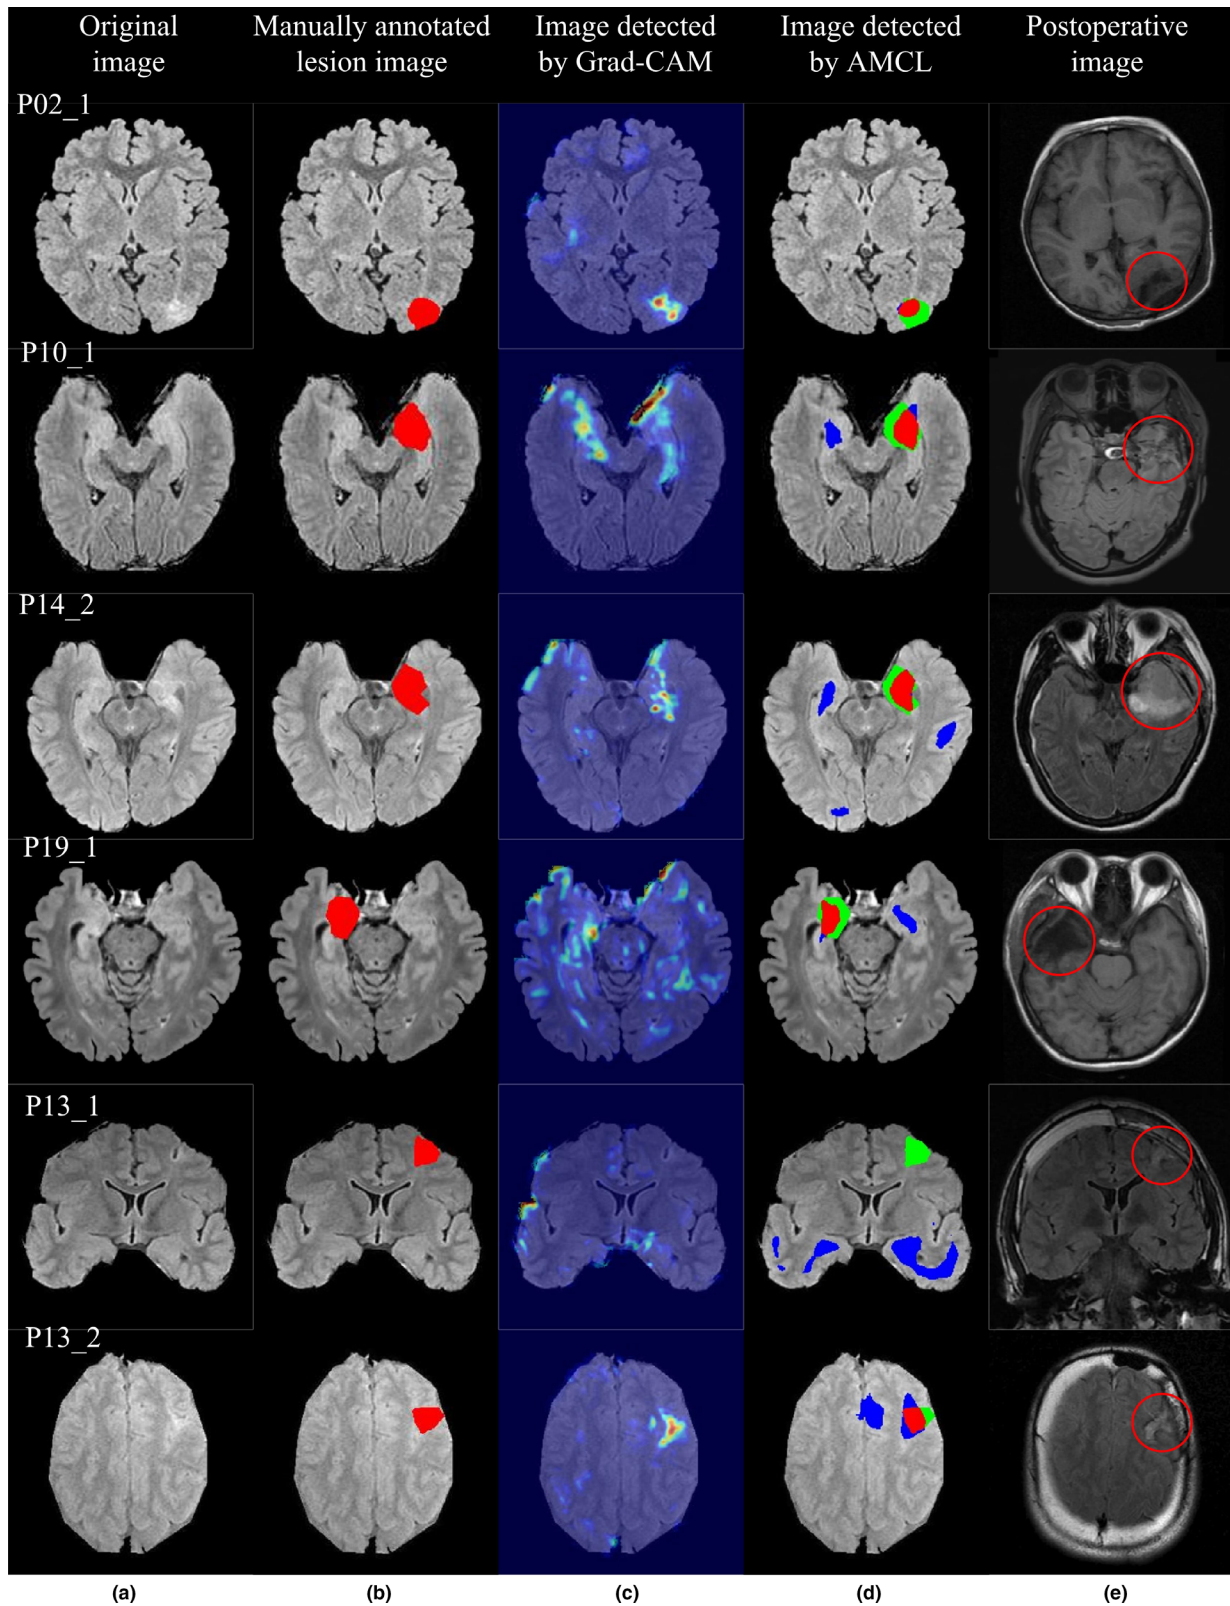 Original image
Manually annotated lesion image
Image detected by Grad-CAM
Image detected by AMCL
Postoperative image
P02_1
P10_1
P14_2
P19_1
P13_1
P13_2
(a) (b) (c) (d) (e)